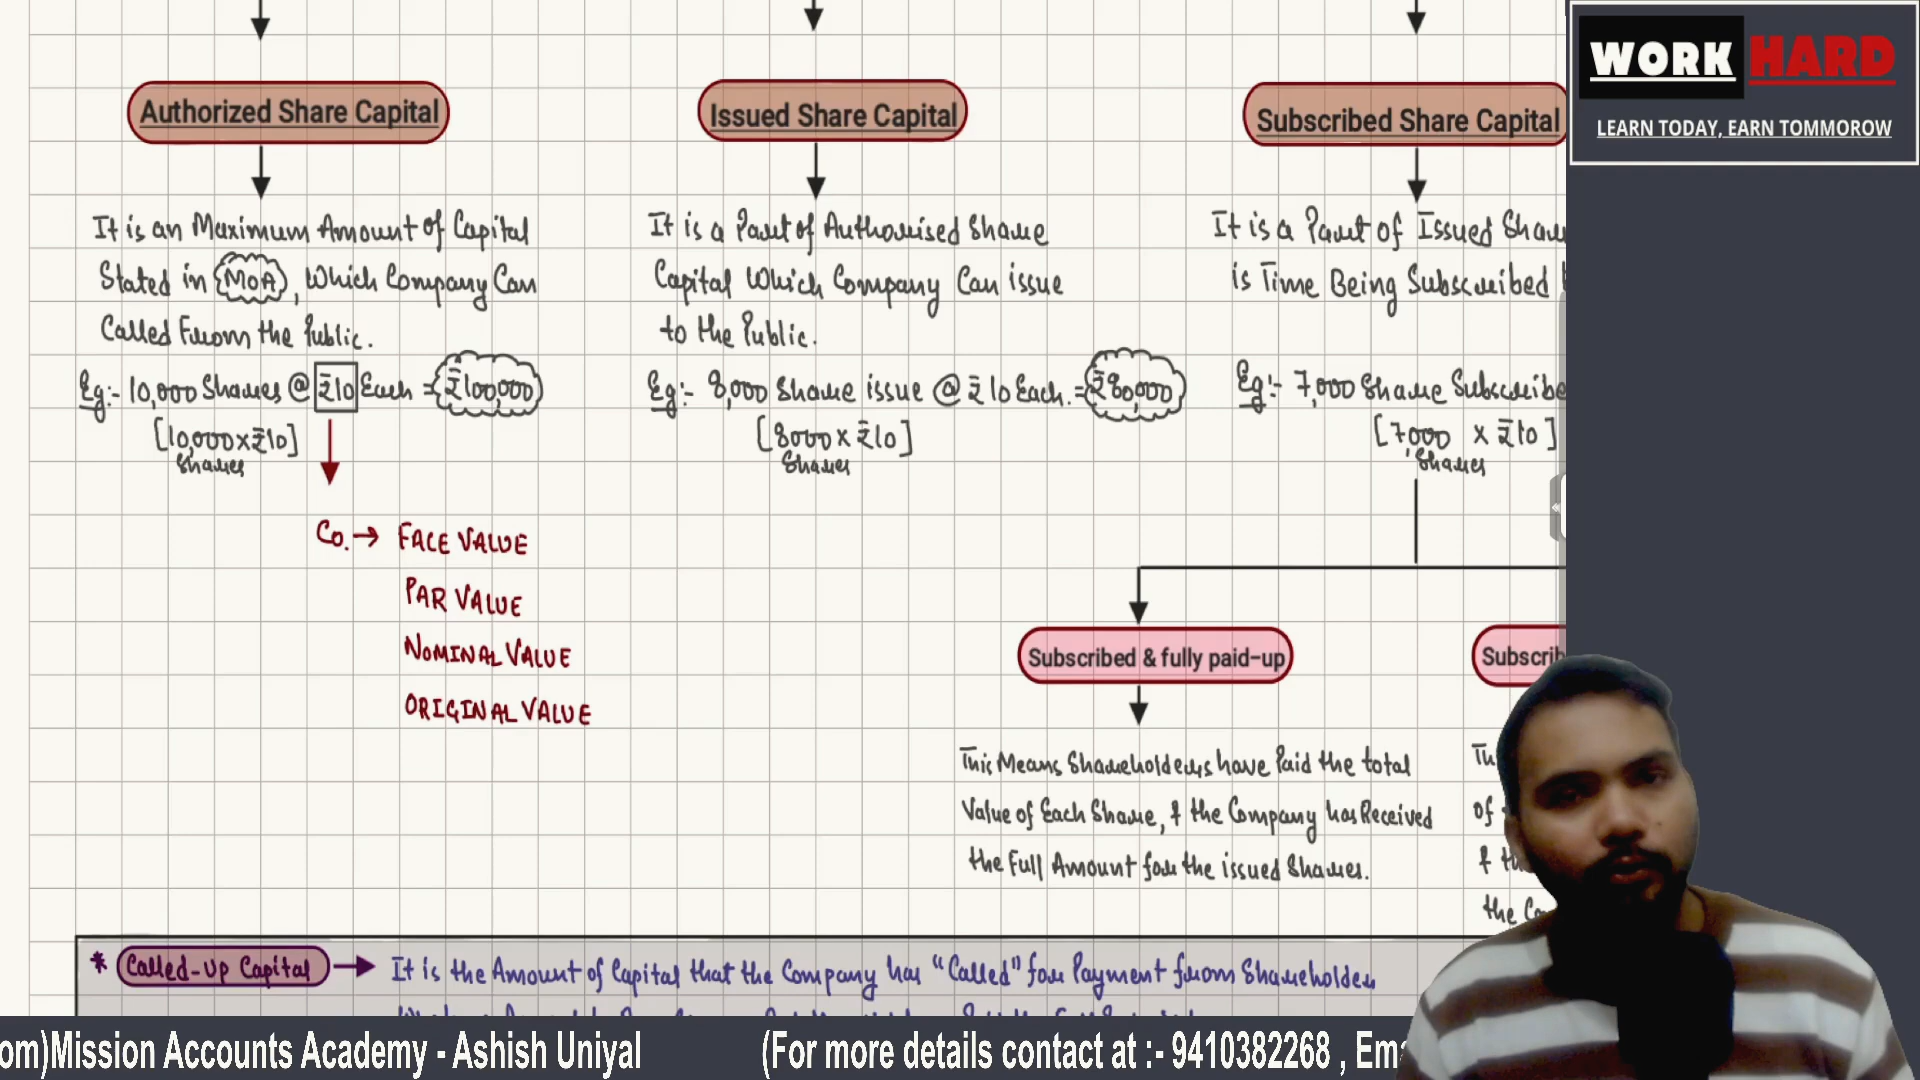 WORK HARD
LEARN TODAY, EARN TOMMOROW
Authorized Share Capital
It is an Maximum Amount of Capital
Stated in MOA, Which Company Can
Called From the Public.
Eg:- 10,000 Shares @ ₹10 Each = ₹100,000
[10,000 x ₹10]
Shares
Co. → FACE VALUE
PAR VALUE
NOMINAL VALUE
ORIGINAL VALUE
Issued Share Capital
It is a Part of Authorised Share
Capital Which Company Can issue
to the Public.
Eg:- 8,000 Share issue @ ₹10 Each. = ₹80,000
[8000 x ₹10]
Shares
Subscribed Share Capital
It is a Part of Issued Shar
is Time Being Subscribed
Eg:- 7,000 Share Subscribe
[7,000 x ₹10]
Shares
Subscribed & fully paid-up
This Means Shareholders have Paid the total
Value of Each Share, & the Company has Received
the Full Amount for the issued Shares.
Subscrib
of
the Co
* Called-Up Capital → It is the Amount of Capital that the Company has "Called" for Payment from Shareholder
om)Mission Accounts Academy - Ashish Uniyal (For more details contact at :- 9410382268 , Ema